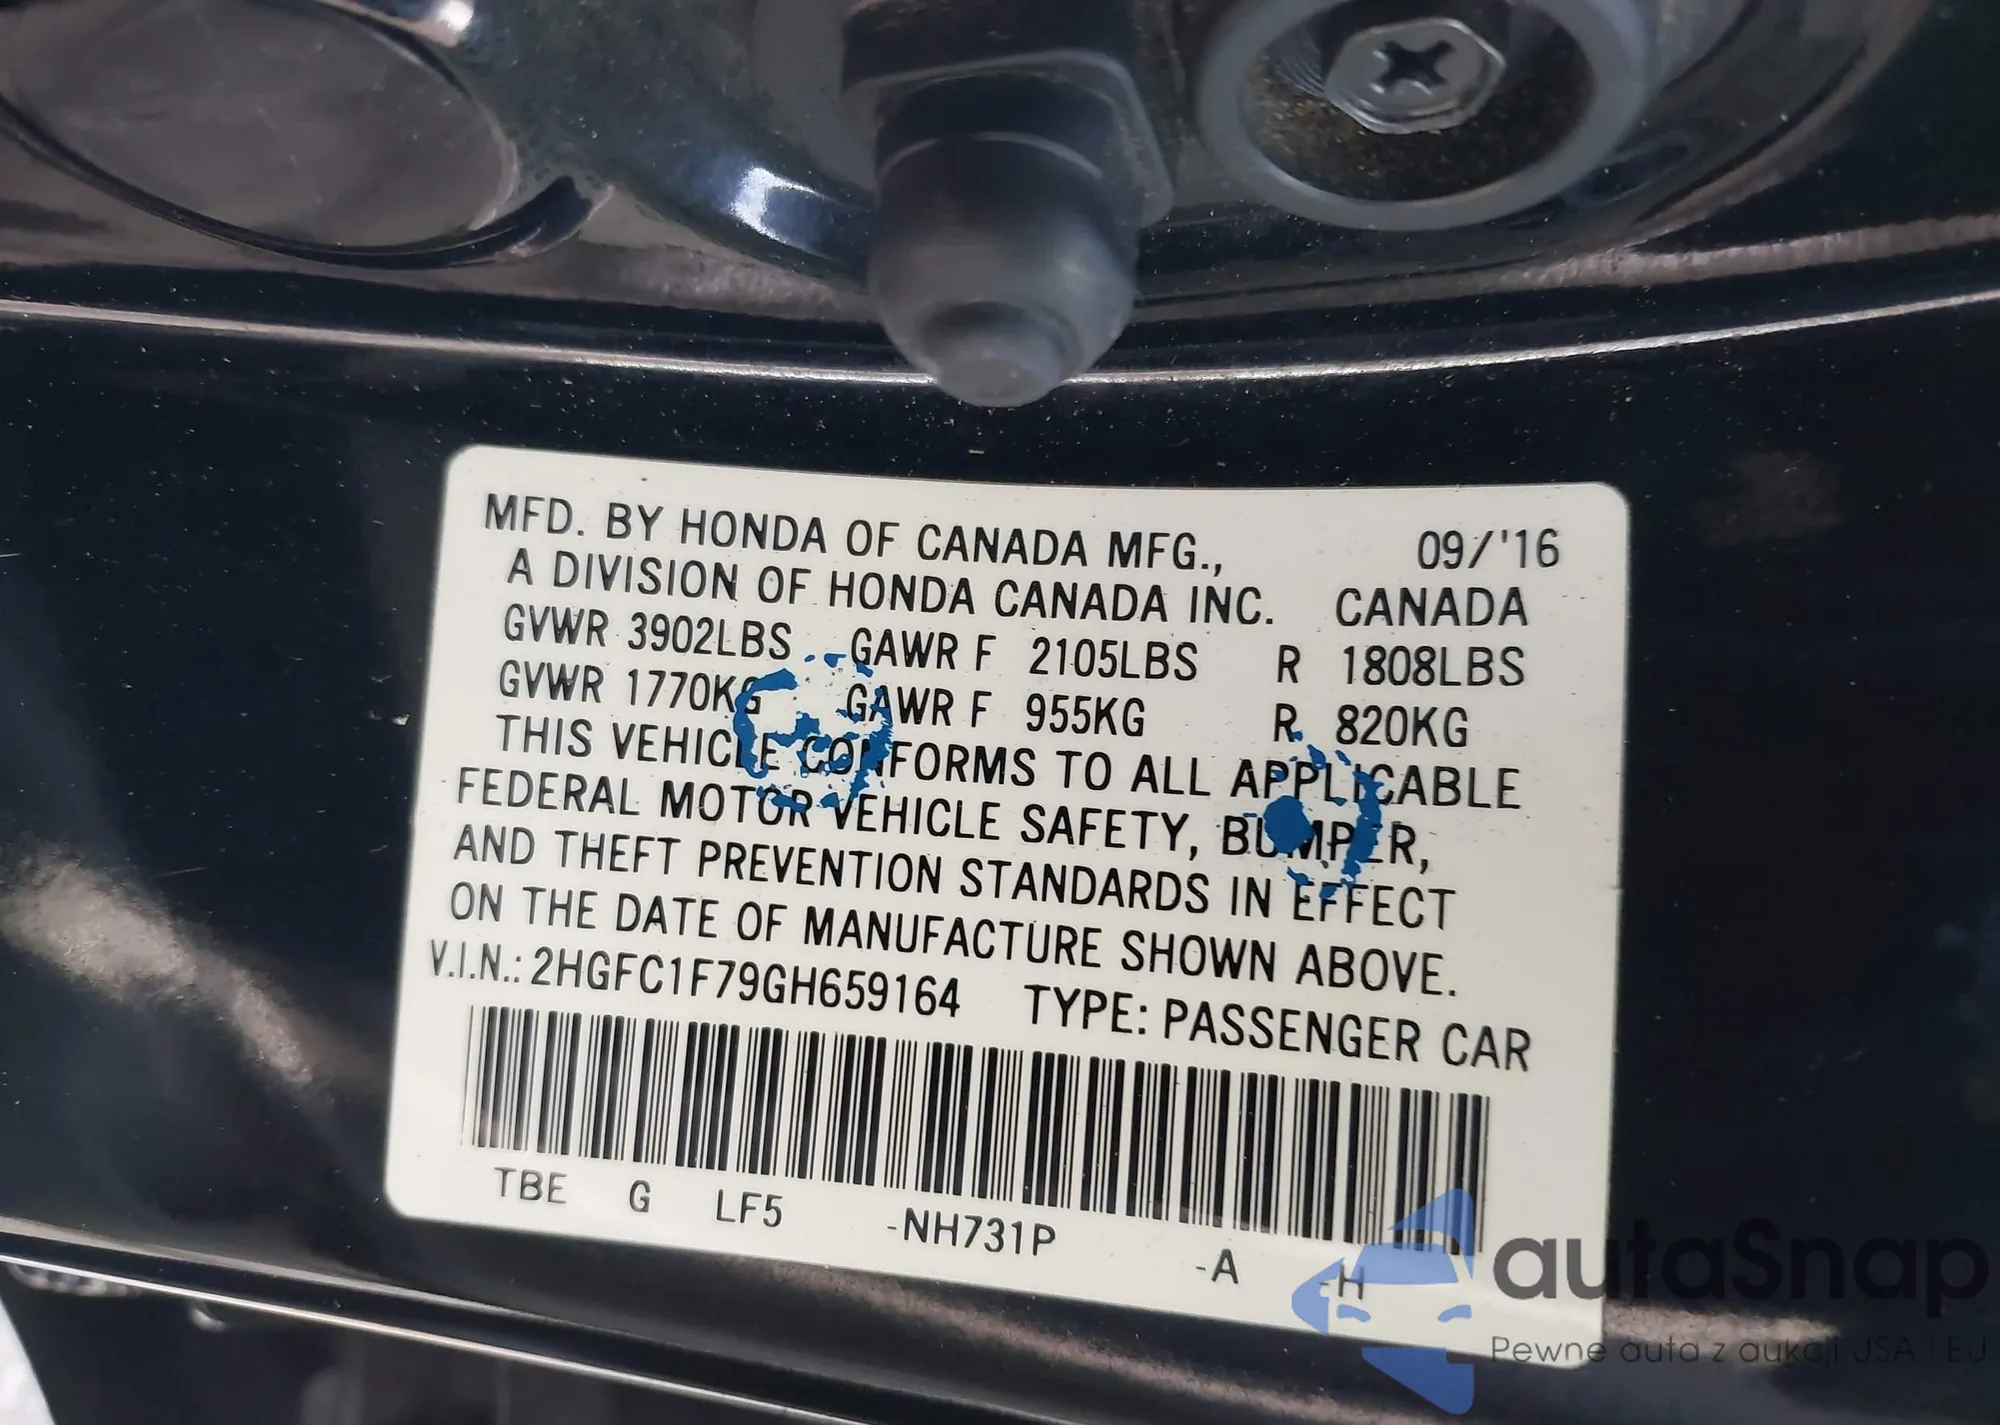 MFD. BY HONDA OF CANADA MFG., 09/'16
A DIVISION OF HONDA CANADA INC. CANADA
GVWR 3902LBS GAWR F 2105LBS R 1808LBS
GVWR 1770KG GAWR F 955KG R 820KG
THIS VEHICLE CONFORMS TO ALL APPLICABLE
FEDERAL MOTOR VEHICLE SAFETY, BUMPER,
AND THEFT PREVENTION STANDARDS IN EFFECT
ON THE DATE OF MANUFACTURE SHOWN ABOVE.
V.I.N.: 2HGFC1F79GH659164 TYPE: PASSENGER CAR
TBE G LF5 -NH731P -A -H
autaSnap
Pewne auta z aukcji USA i EU